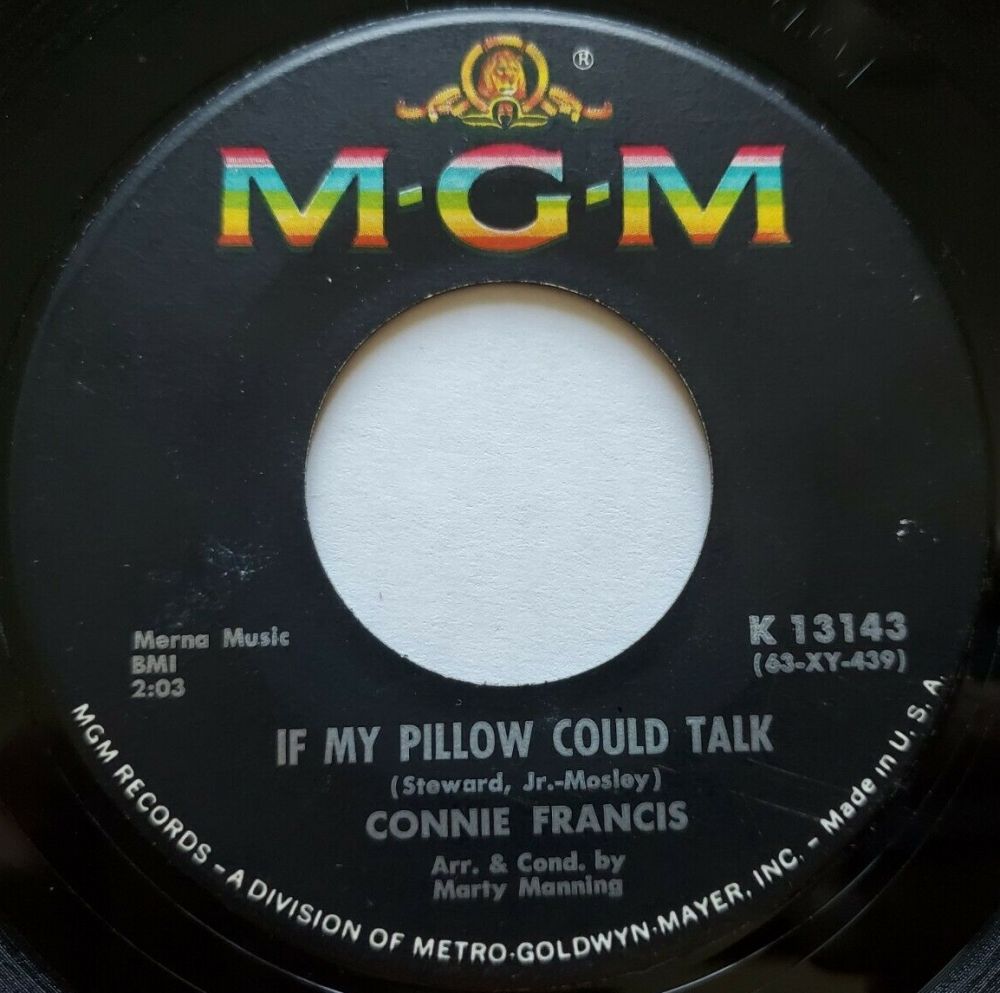 ®
M·G·M
Merna Music
BMI
2:03
K 13143
(63-XY-439)
IF MY PILLOW COULD TALK
(Steward, Jr.-Mosley)
CONNIE FRANCIS
Arr. & Cond. by
Marty Manning
MGM RECORDS – A DIVISION OF METRO-GOLDWYN-MAYER, INC. – Made in U. S. A.